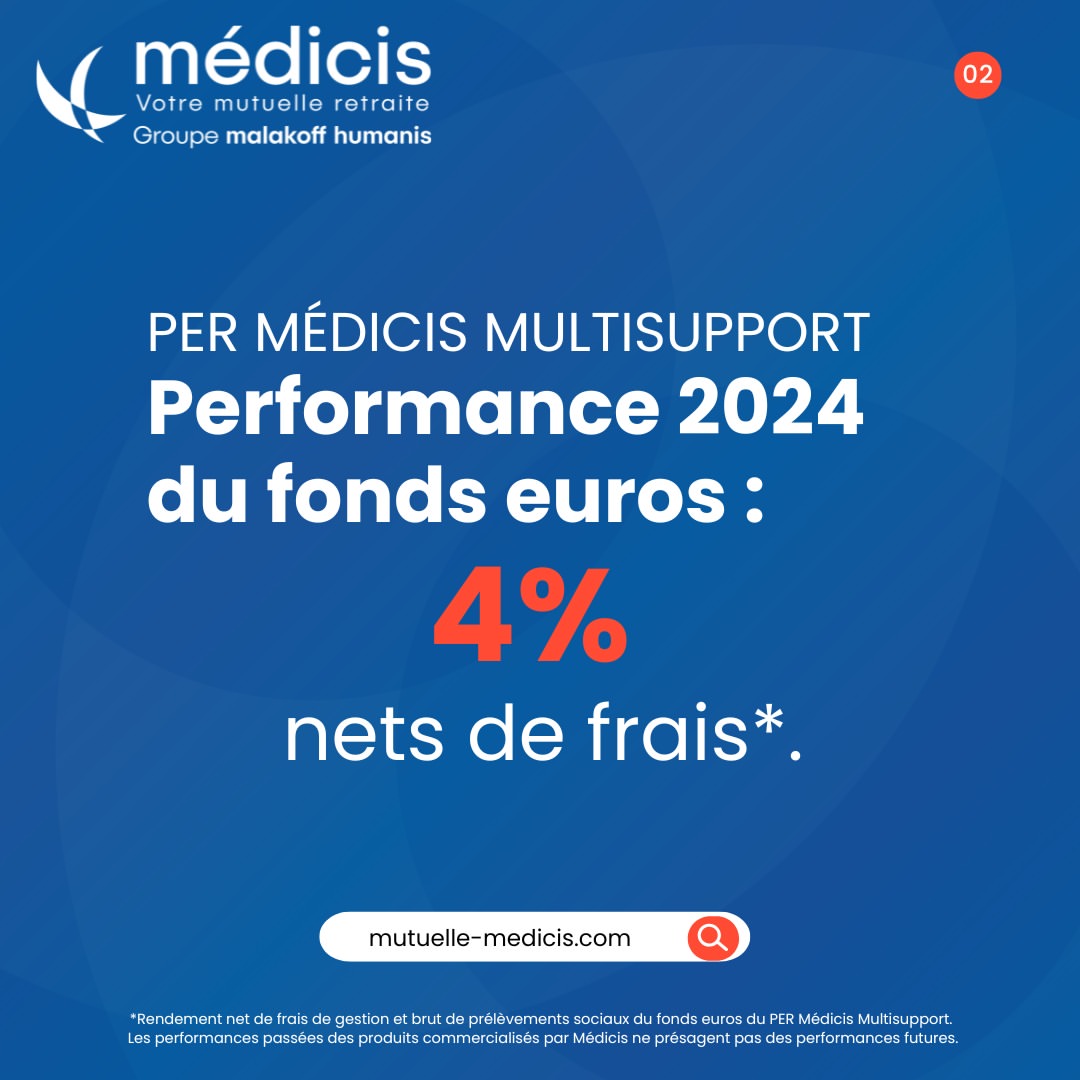 médicis
Votre mutuelle retraite
Groupe malakoff humanis
02
PER MÉDICIS MULTISUPPORT
Performance 2024
du fonds euros :
4%
nets de frais*.
mutuelle-medicis.com
*Rendement net de frais de gestion et brut de prélèvements sociaux du fonds euros du PER Médicis Multisupport.
Les performances passées des produits commercialisés par Médicis ne présagent pas des performances futures.